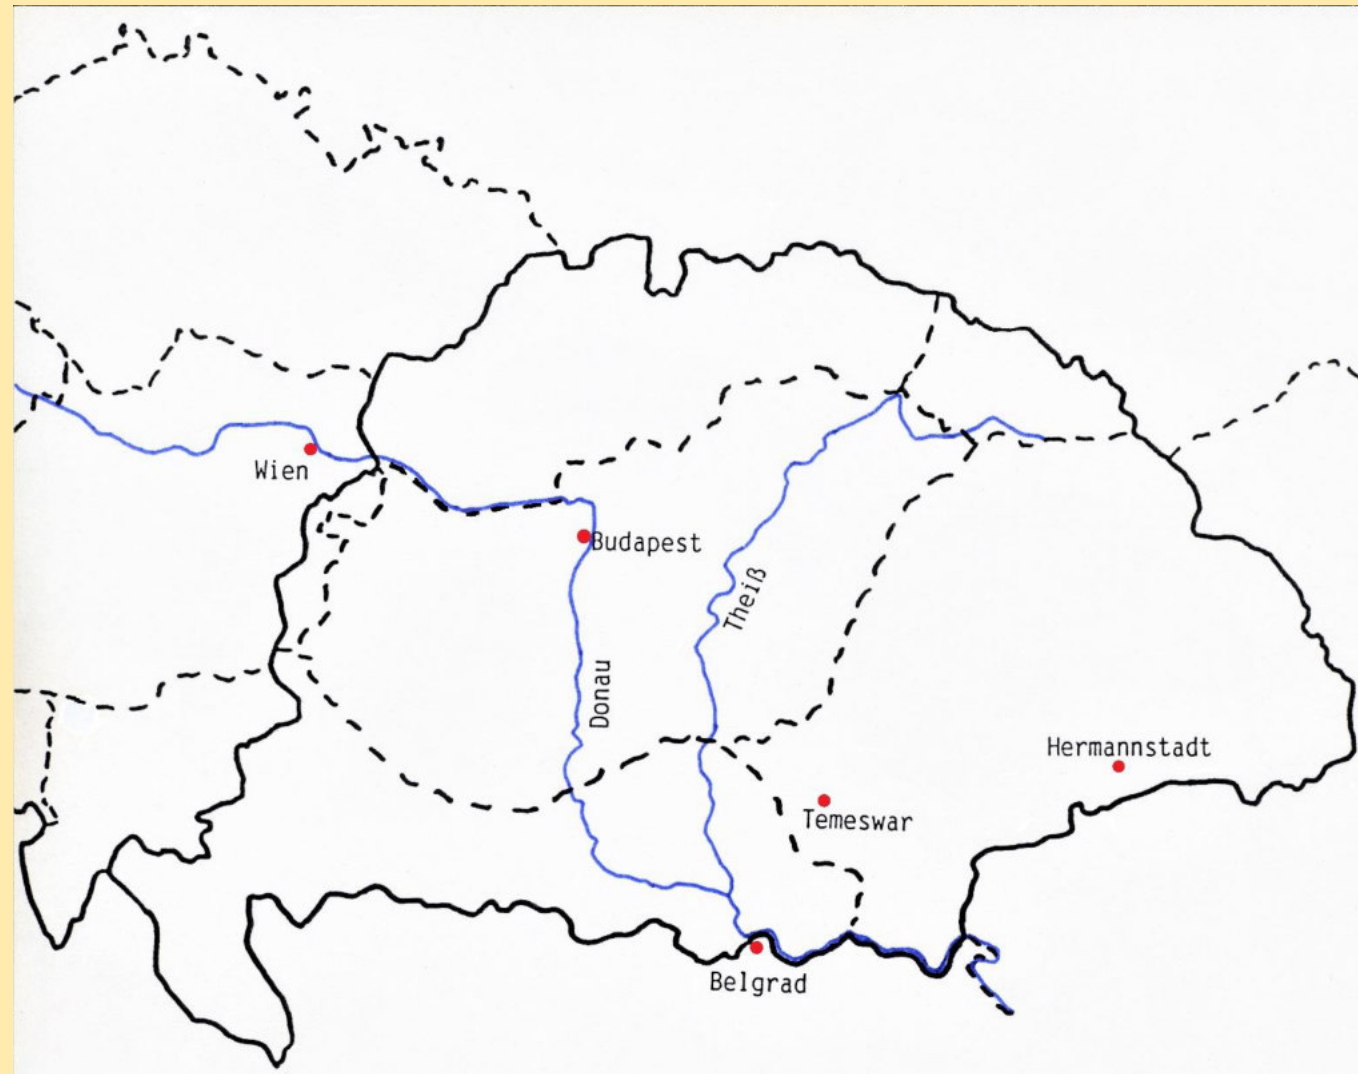 Wien
Budapest
Theiß
Donau
Hermannstadt
Temeswar
Belgrad